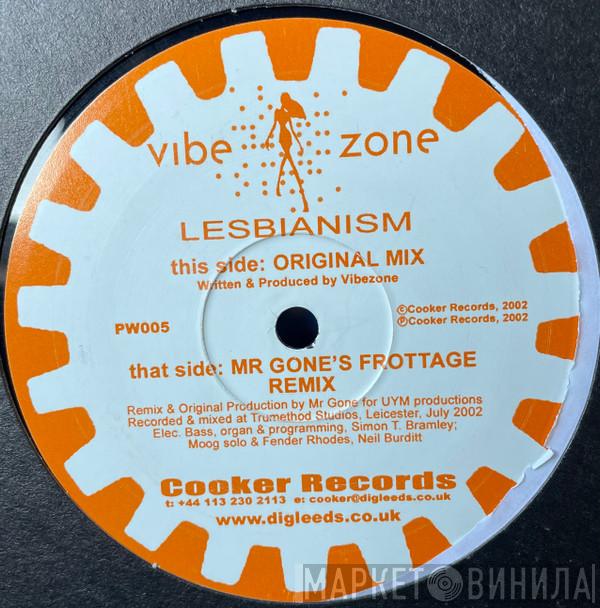 vibe zone
LESBIANISM
this side: ORIGINAL MIX
Written & Produced by Vibezone
©Cooker Records, 2002
PW005
℗Cooker Records, 2002
that side: MR GONE'S FROTTAGE
REMIX
Remix & Original Production by Mr Gone for UYM productions
Recorded & mixed at Trumethod Studios, Leicester, July 2002
Elec. Bass, organ & programming, Simon T. Bramley;
Moog solo & Fender Rhodes, Neil Burditt
Cooker Records
t: +44 113 230 2113 e: cooker@digleeds.co.uk
www.digleeds.co.uk
МАРКЕТ ВИНИЛА